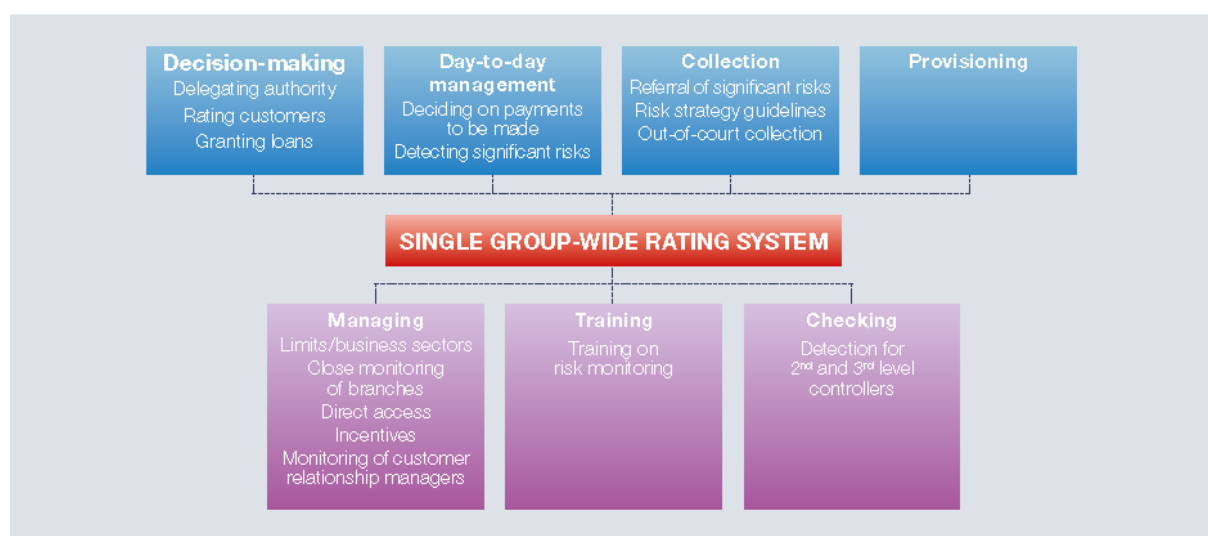 Decision-making
Delegating authority
Rating customers
Granting loans
Day-to-day
management
Deciding on payments
to be made
Detecting significant risks
Collection
Referral of significant risks
Risk strategy guidelines
Out-of-court collection
Provisioning
SINGLE GROUP-WIDE RATING SYSTEM
Managing
Limits/business sectors
Close monitoring
of branches
Direct access
Incentives
Monitoring of customer
relationship managers
Training
Training on
risk monitoring
Checking
Detection for
2nd and 3rd level
controllers